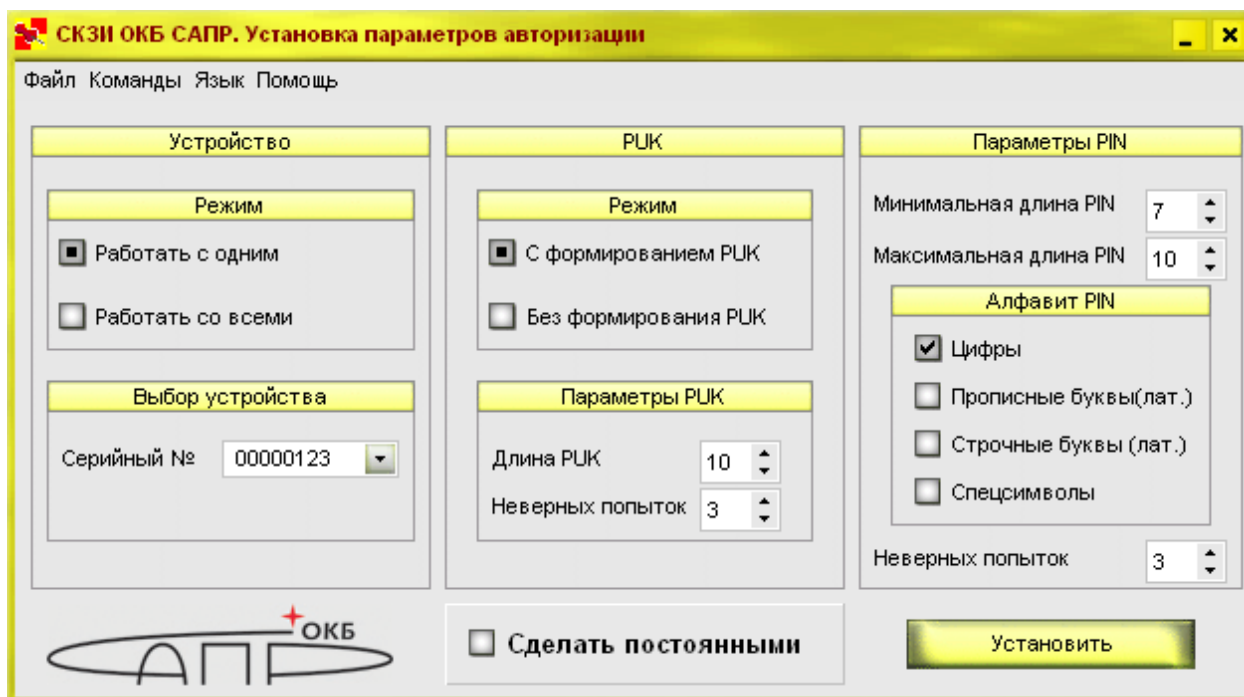 СКЗИ ОКБ САПР. Установка параметров авторизации
Файл Команды Язык Помощь
Устройство
Режим
Работать с одним
Работать со всеми
Выбор устройства
Серийный № 00000123
PUK
Режим
С формированием PUK
Без формирования PUK
Параметры PUK
Длина PUK 10
Неверных попыток 3
Параметры PIN
Минимальная длина PIN 7
Максимальная длина PIN 10
Алфавит PIN
Цифры
Прописные буквы(лат.)
Строчные буквы (лат.)
Спецсимволы
Неверных попыток 3
ОКБ
САПР
Сделать постоянными
Установить